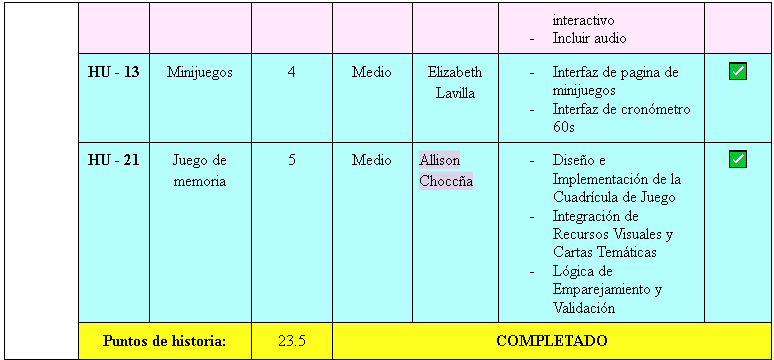 interactivo
- Incluir audio
HU - 13
Minijuegos
4
Medio
Elizabeth
Lavilla
- Interfaz de pagina de
minijuegos
- Interfaz de cronómetro
60s
✅
HU - 21
Juego de
memoria
5
Medio
Allison
Choccña
- Diseño e
Implementación de la
Cuadrícula de Juego
- Integración de
Recursos Visuales y
Cartas Temáticas
- Lógica de
Emparejamiento y
Validación
✅
Puntos de historia:
23.5
COMPLETADO